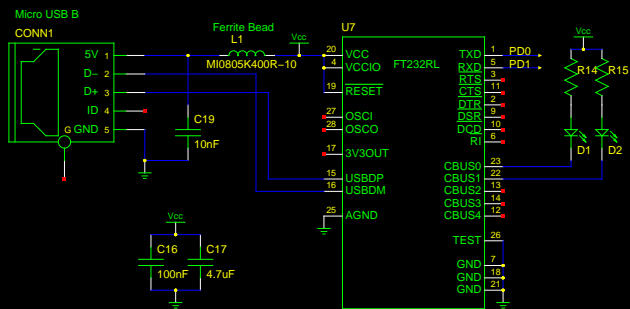 Micro USB B
CONN1
5V 1
D- 2
D+ 3
ID 4
G GND 5
Ferrite Bead
L1
MI0805K400R-10
Vcc
C19
10nF
Vcc
C16
100nF
C17
4.7uF
U7
FT232RL
20 VCC
4 VCCIO
19 RESET
27 OSCI
28 OSCO
17 3V3OUT
15 USBDP
16 USBDM
25 AGND
TXD 1 PD0
RXD 5 PD1
RTS 3
CTS 11
DTR 2
DSR 9
DCD 10
RI 6
CBUS0 23
CBUS1 22
CBUS2 13
CBUS3 14
CBUS4 12
TEST 26
GND 7
GND 18
GND 21
Vcc
R14 R15
D1 D2